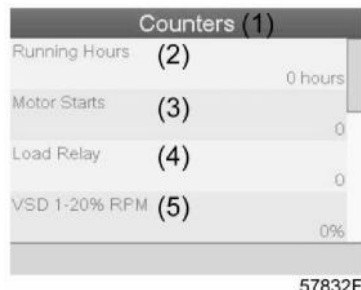 Counters (1)
Running Hours (2)
0 hours
Motor Starts (3)
0
Load Relay (4)
0
VSD 1-20% RPM (5)
0%
57832F